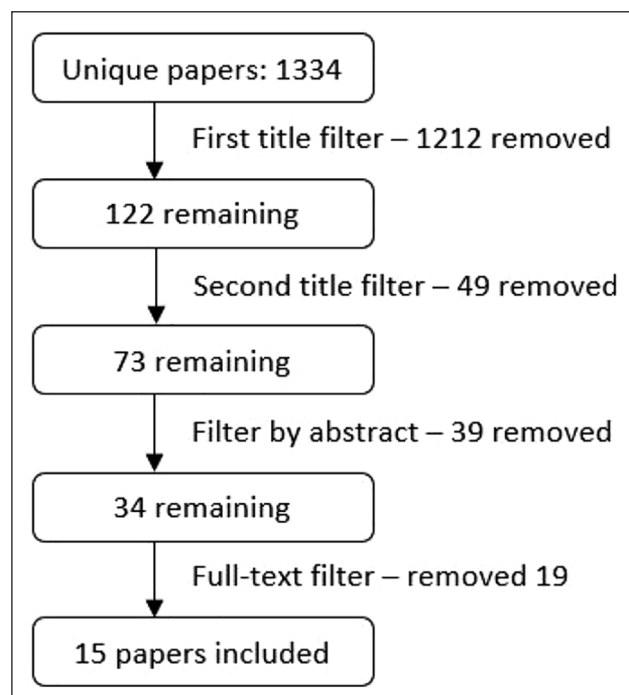 Unique papers: 1334
First title filter – 1212 removed
122 remaining
Second title filter – 49 removed
73 remaining
Filter by abstract – 39 removed
34 remaining
Full-text filter – removed 19
15 papers included